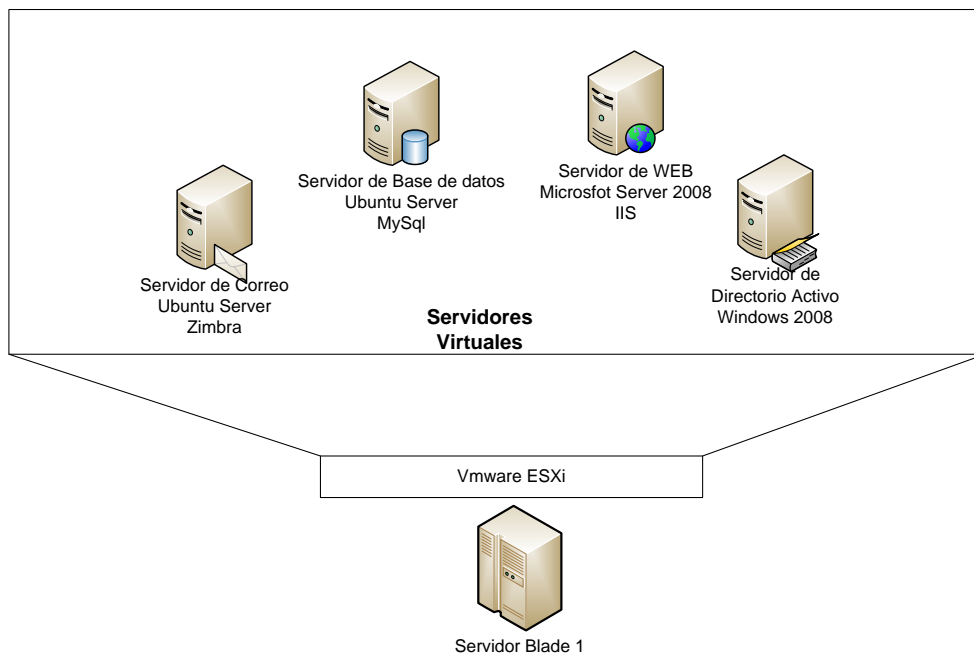 Servidor de Base de datos
Ubuntu Server
MySql
Servidor de WEB
Microsfot Server 2008
IIS
Servidor de Correo
Ubuntu Server
Zimbra
Servidor de
Directorio Activo
Windows 2008
Servidores
Virtuales
Vmware ESXi
Servidor Blade 1